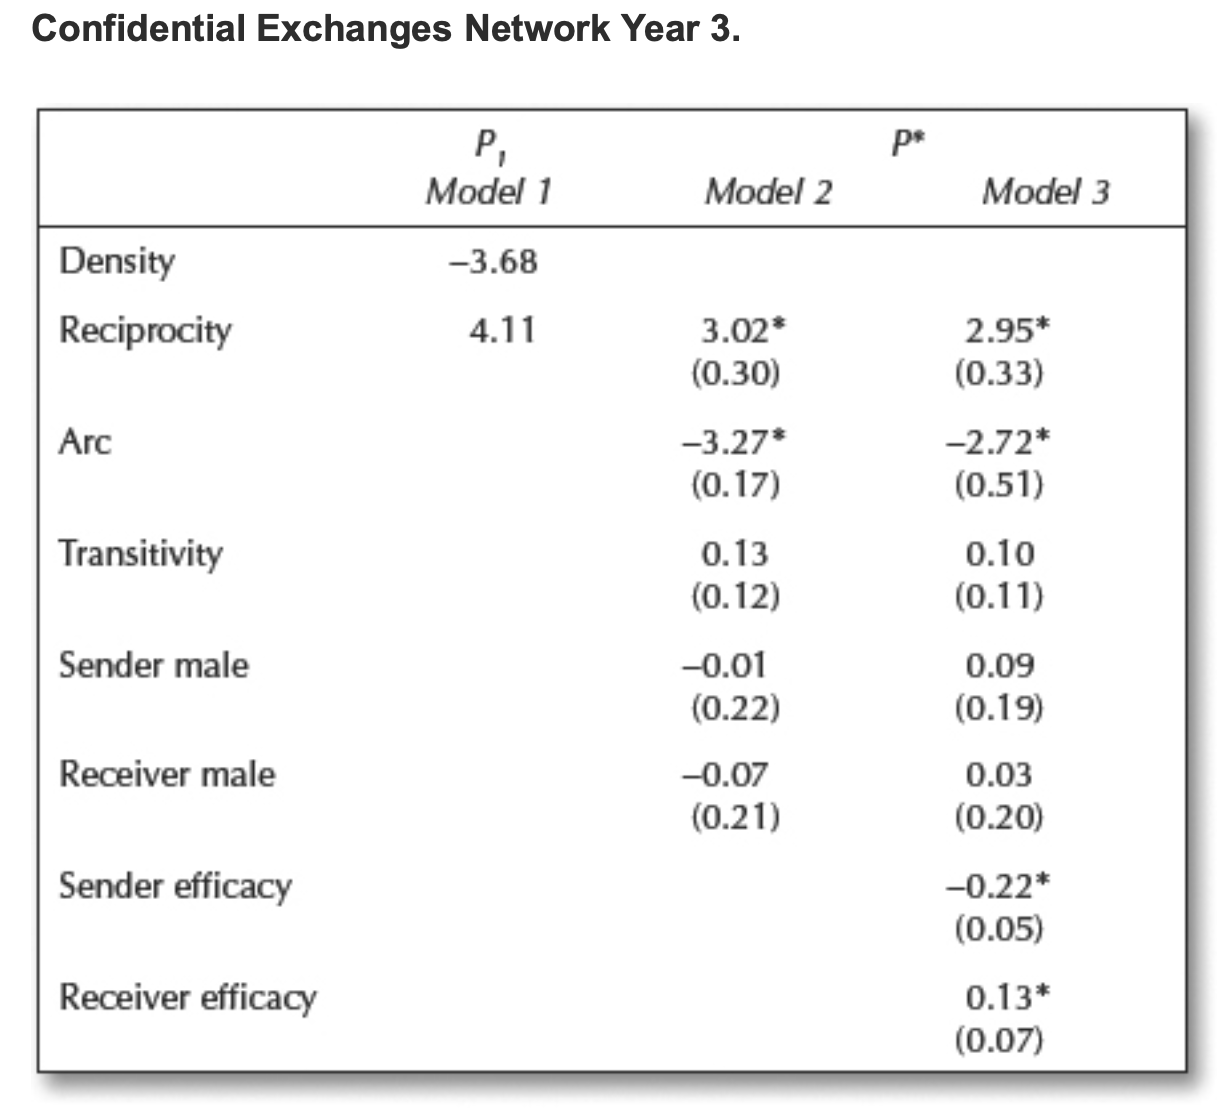 Confidential Exchanges Network Year 3.
P1 P*
Model 1 Model 2 Model 3
Density –3.68
Reciprocity 4.11 3.02* 2.95*
(0.30) (0.33)
Arc –3.27* –2.72*
(0.17) (0.51)
Transitivity 0.13 0.10
(0.12) (0.11)
Sender male –0.01 0.09
(0.22) (0.19)
Receiver male –0.07 0.03
(0.21) (0.20)
Sender efficacy –0.22*
(0.05)
Receiver efficacy 0.13*
(0.07)